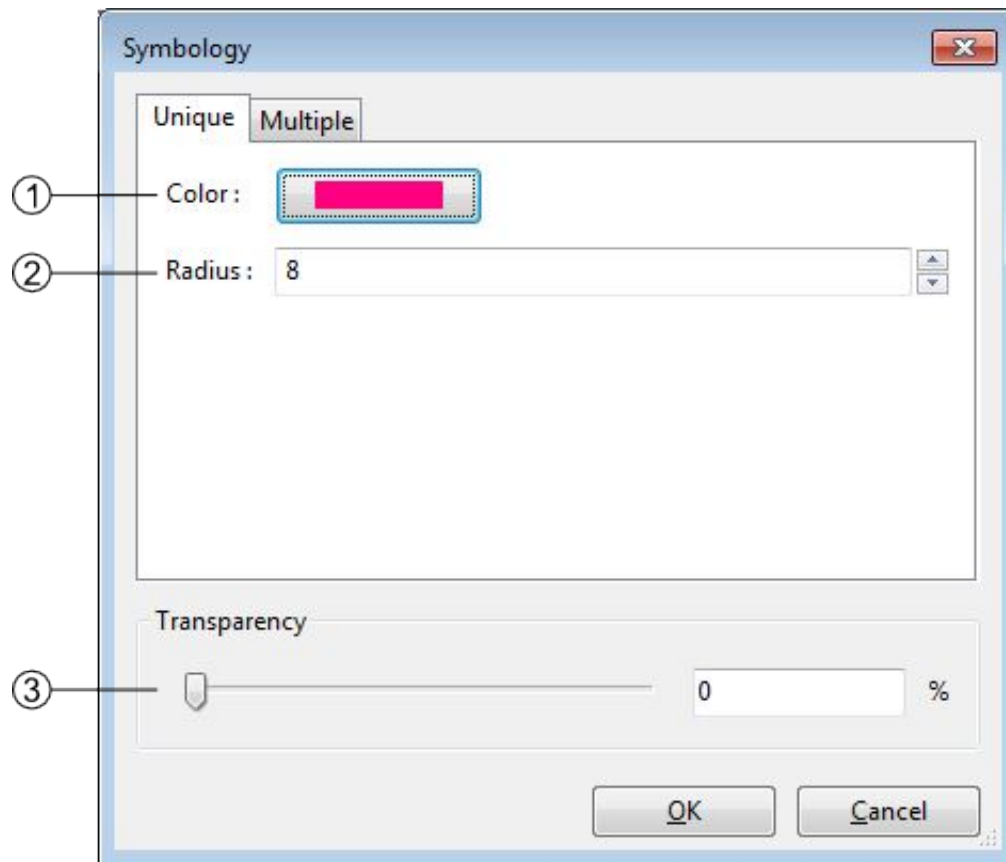 Symbology
Unique Multiple
① Color :
② Radius : 8
Transparency
③ 0 %
OK Cancel